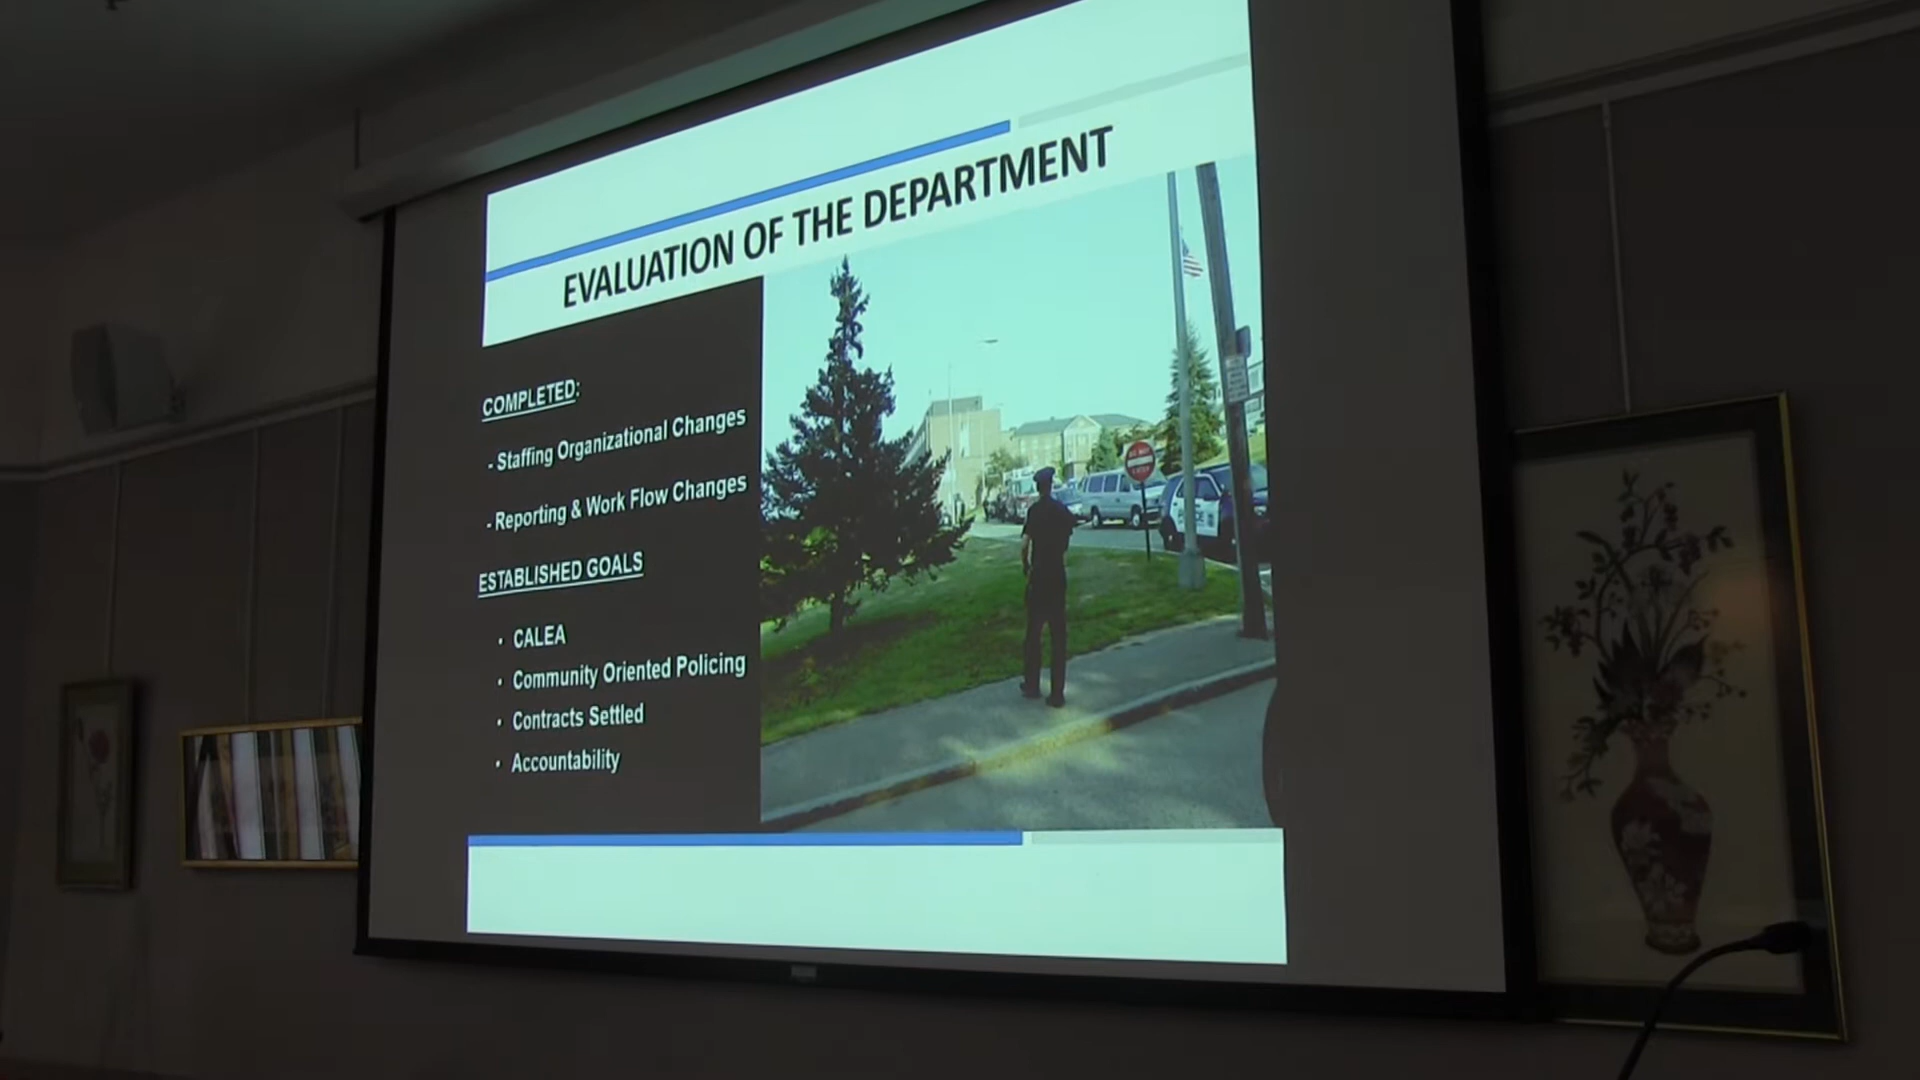 EVALUATION OF THE DEPARTMENT
COMPLETED:
- Staffing Organizational Changes
- Reporting & Work Flow Changes
ESTABLISHED GOALS
• CALEA
• Community Oriented Policing
• Contracts Settled
• Accountability